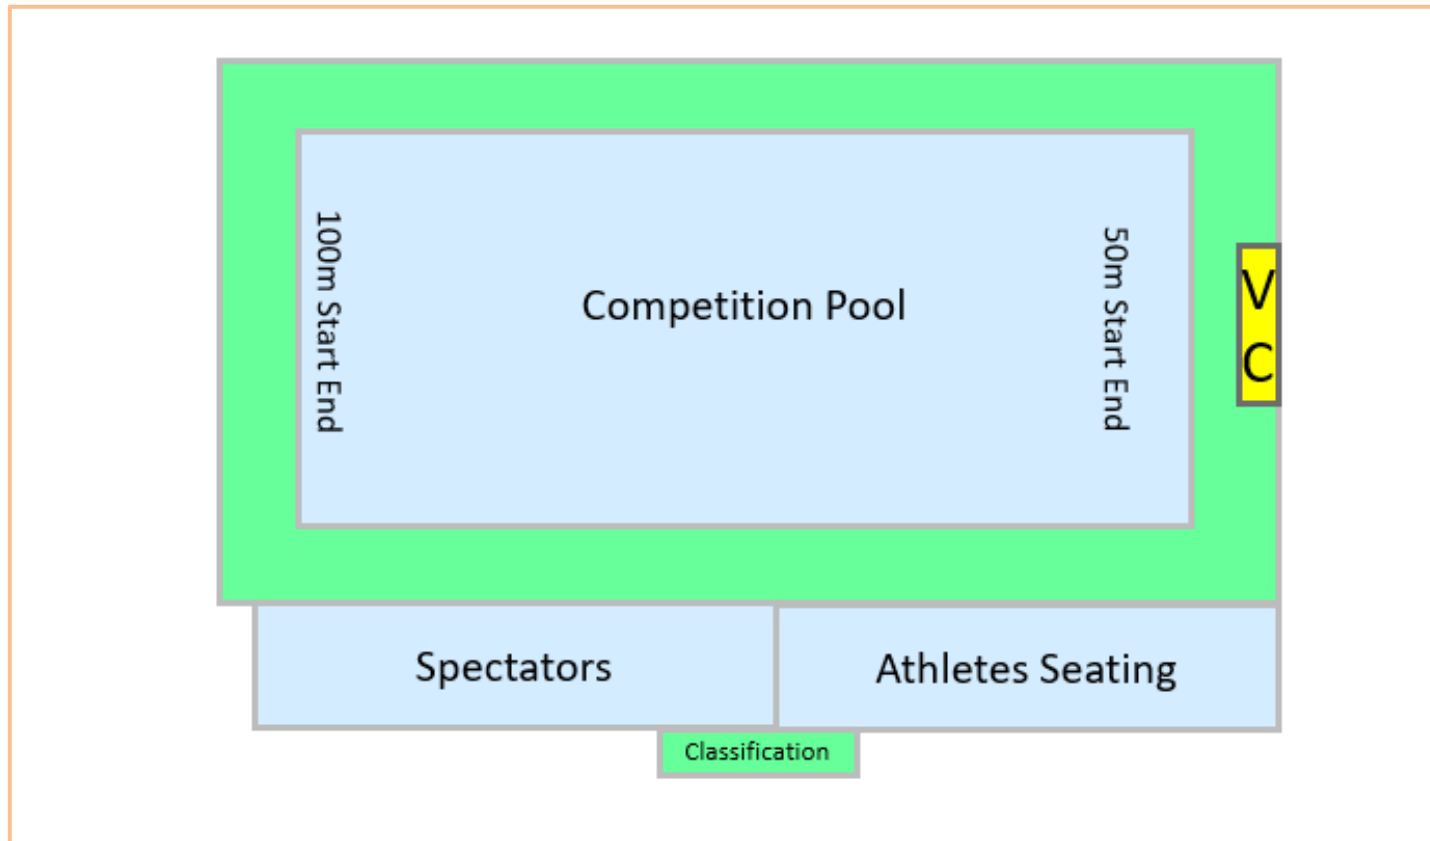 100m Start End
Competition Pool
50m Start End
V
C
Spectators
Athletes Seating
Classification